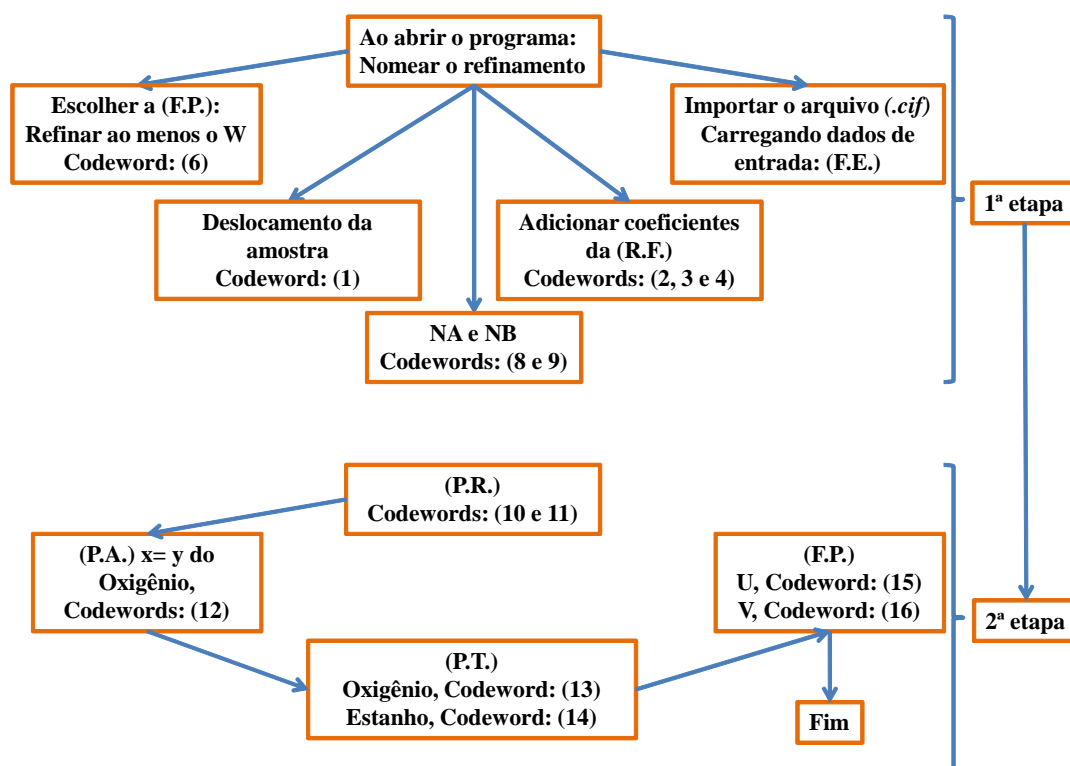 Ao abrir o programa:
Nomear o refinamento
Escolher a (F.P.):
Refinar ao menos o W
Codeword: (6)
Importar o arquivo (.cif)
Carregando dados de
entrada: (F.E.)
Deslocamento da
amostra
Codeword: (1)
Adicionar coeficientes
da (R.F.)
Codewords: (2, 3 e 4)
1ª etapa
NA e NB
Codewords: (8 e 9)
(P.R.)
Codewords: (10 e 11)
(P.A.) x= y do
Oxigênio,
Codewords: (12)
(F.P.)
U, Codeword: (15)
V, Codeword: (16)
2ª etapa
(P.T.)
Oxigênio, Codeword: (13)
Estanho, Codeword: (14)
Fim